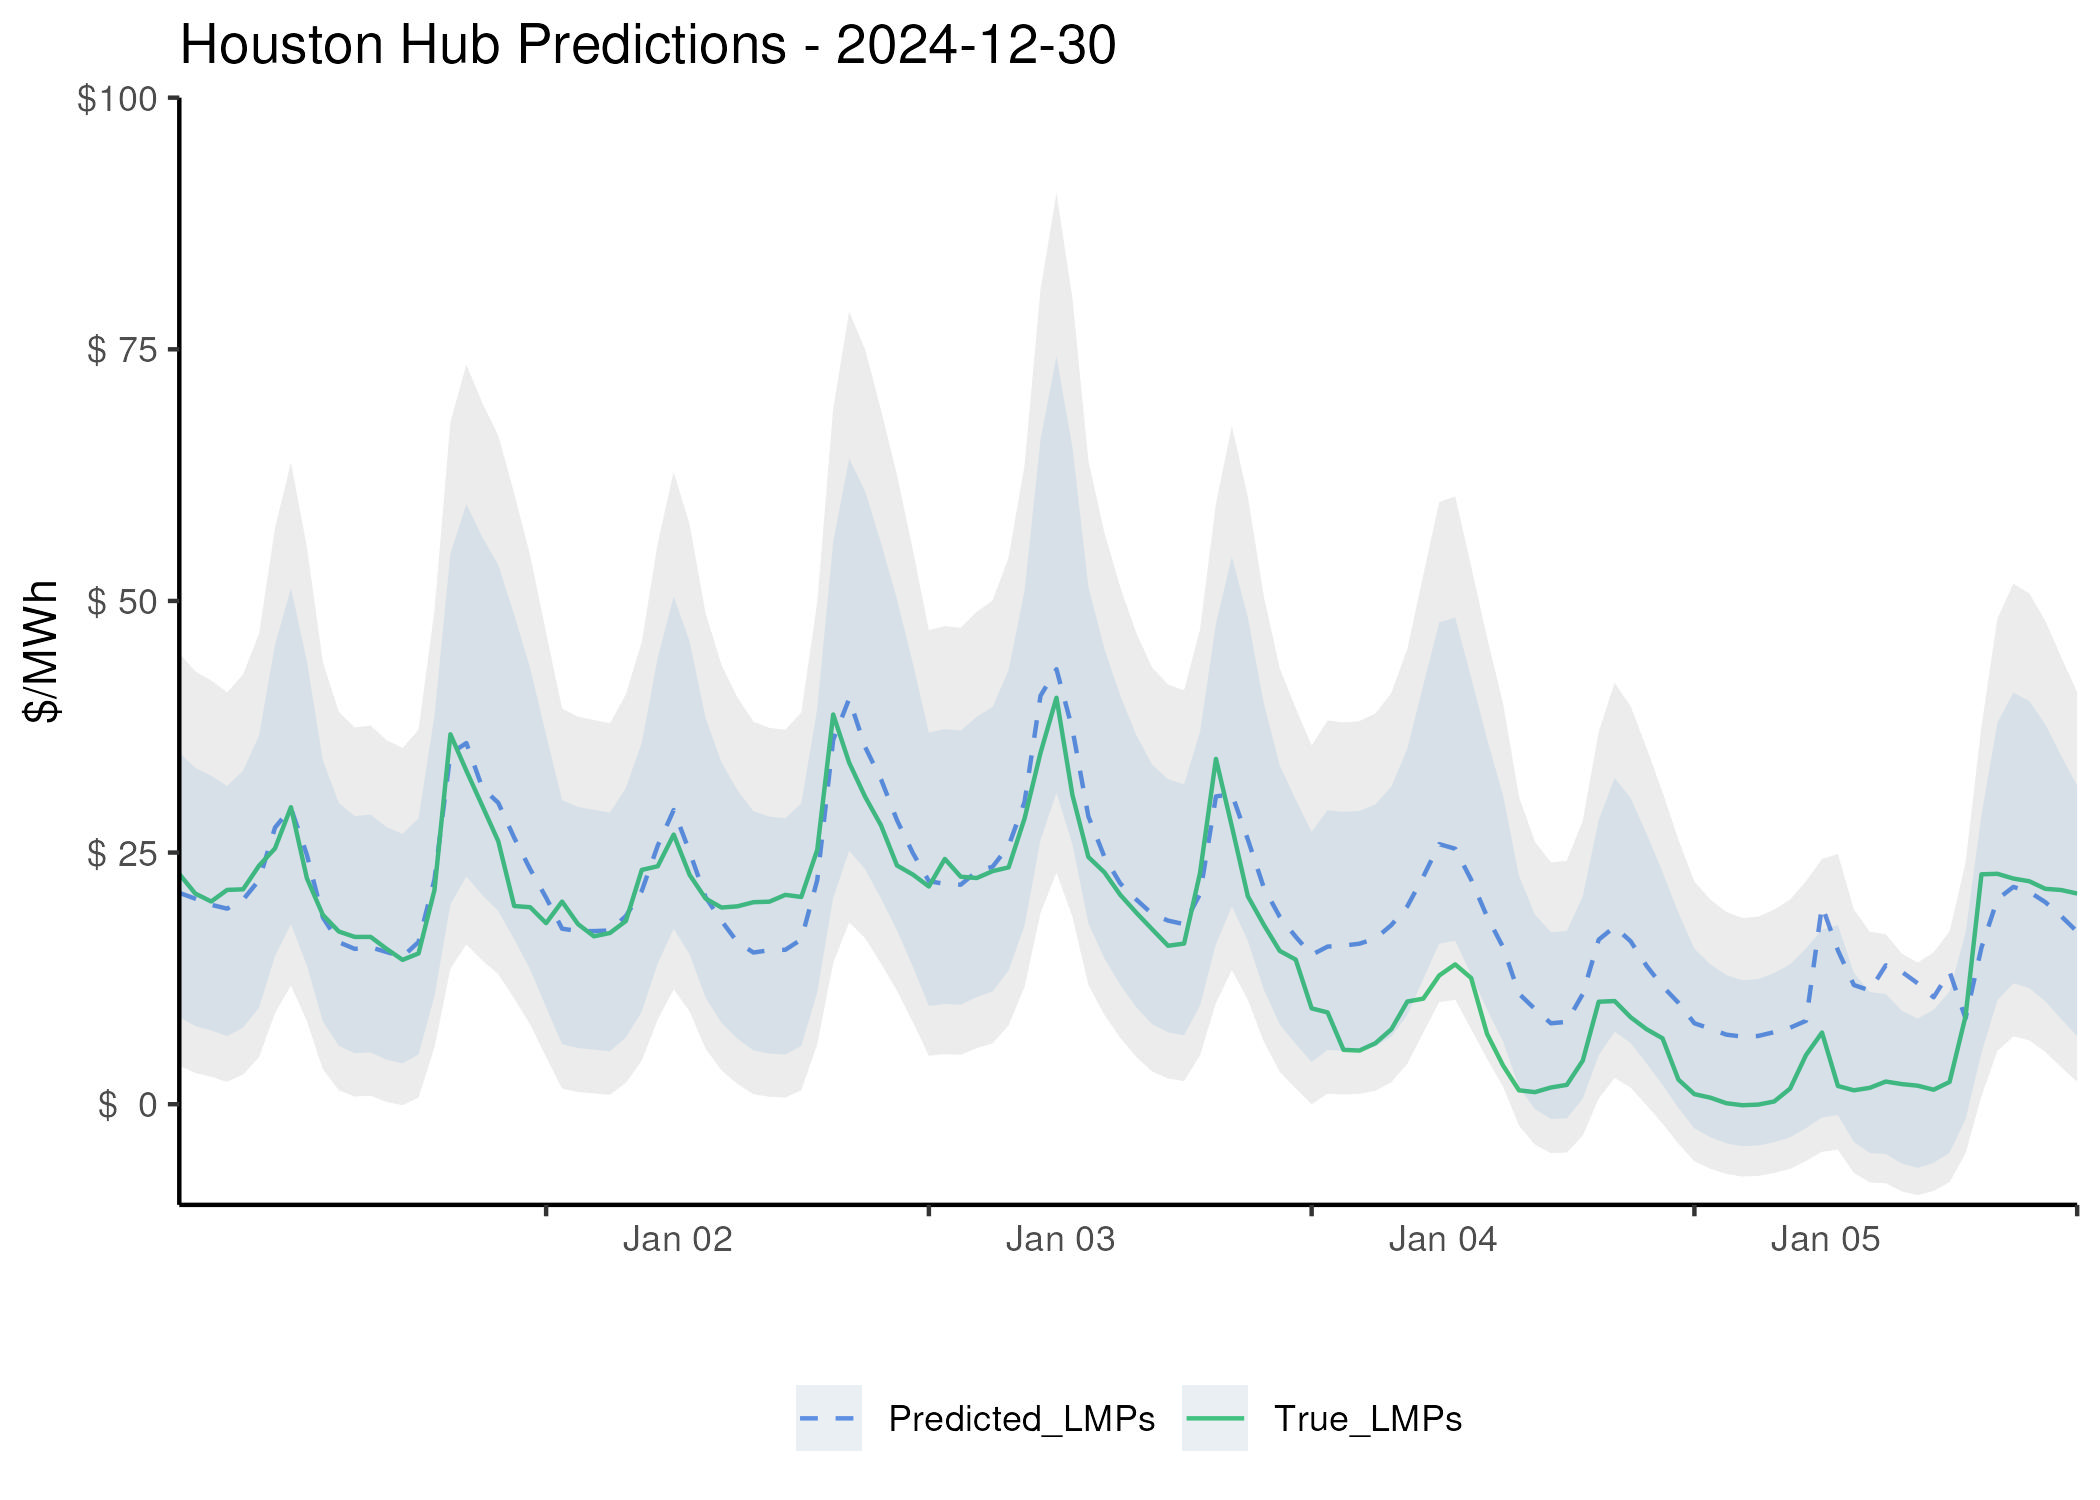 Houston Hub Predictions - 2024-12-30
$100
$ 75
$ 50
$ 25
$  0
$/MWh
Jan 02 Jan 03 Jan 04 Jan 05
Predicted_LMPs True_LMPs